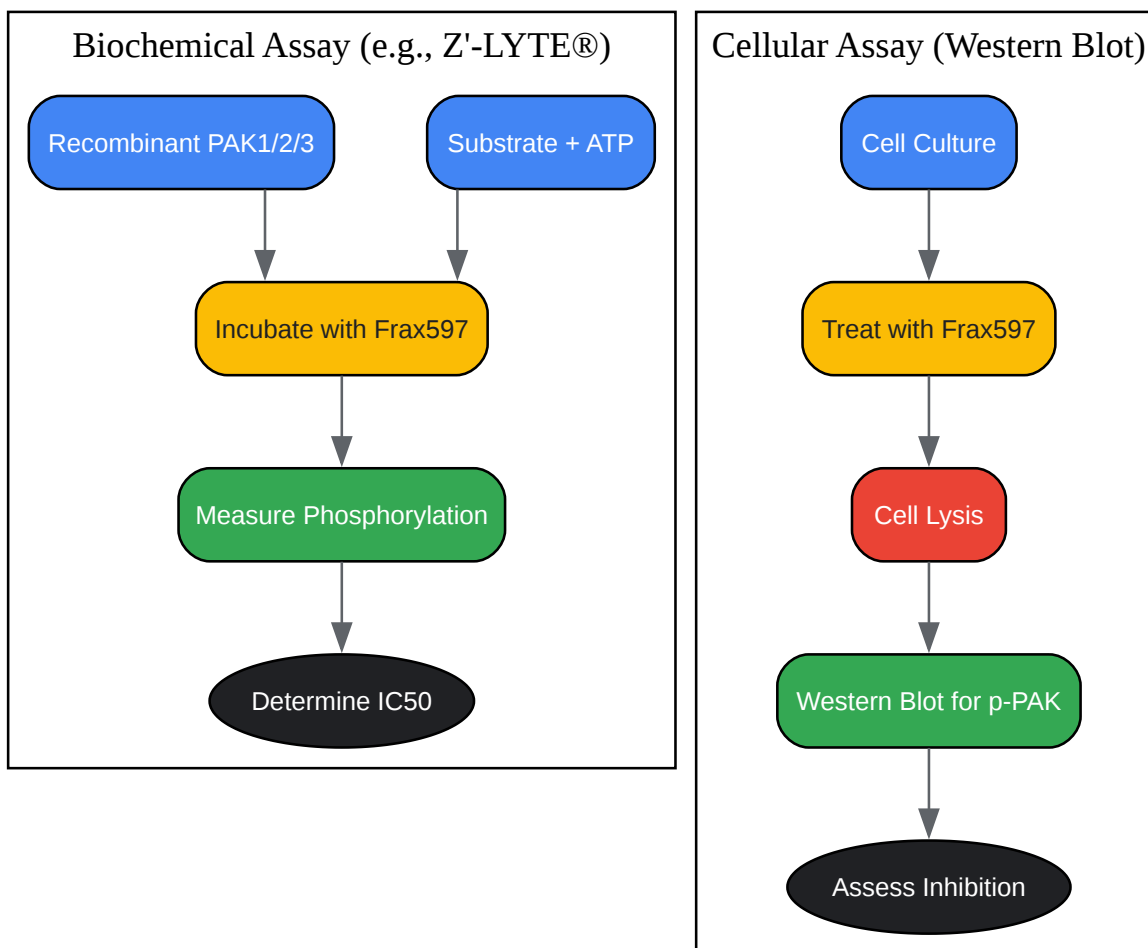 Biochemical Assay (e.g., Z'-LYTE®)
Recombinant PAK1/2/3
Substrate + ATP
Incubate with Frax597
Measure Phosphorylation
Determine IC50
Cellular Assay (Western Blot)
Cell Culture
Treat with Frax597
Cell Lysis
Western Blot for p-PAK
Assess Inhibition